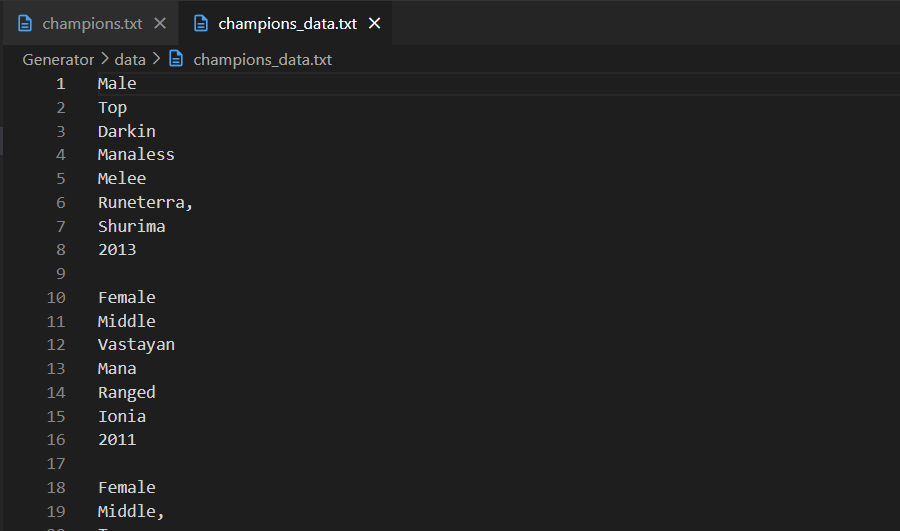 champions.txt champions_data.txt
Generator > data > champions_data.txt
1 Male
2 Top
3 Darkin
4 Manaless
5 Melee
6 Runeterra,
7 Shurima
8 2013
9
10 Female
11 Middle
12 Vastayan
13 Mana
14 Ranged
15 Ionia
16 2011
17
18 Female
19 Middle,